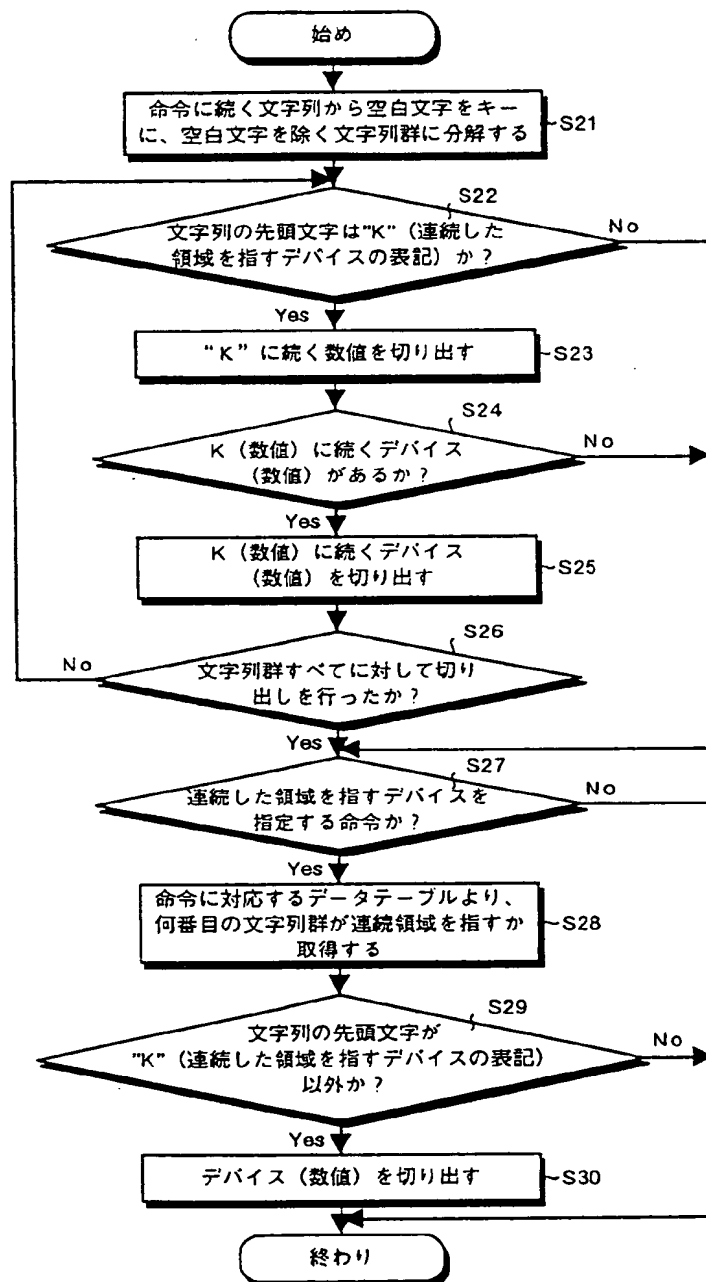 始め
命令に続く文字列から空白文字をキー
に、空白文字を除く文字列群に分解する
S21
S22
文字列の先頭文字は"K"（連続した
領域を指すデバイスの表記）か？
No
Yes
"K"に続く数値を切り出す
S23
S24
K（数値）に続くデバイス
（数値）があるか？
No
Yes
K（数値）に続くデバイス
（数値）を切り出す
S25
S26
No
文字列群すべてに対して切り
出しを行ったか？
Yes
S27
連続した領域を指すデバイスを
指定する命令か？
No
Yes
命令に対応するデータテーブルより、
何番目の文字列群が連続領域を指すか
取得する
S28
S29
文字列の先頭文字が
"K"（連続した領域を指すデバイスの表記）
以外か？
No
Yes
デバイス（数値）を切り出す
S30
終わり